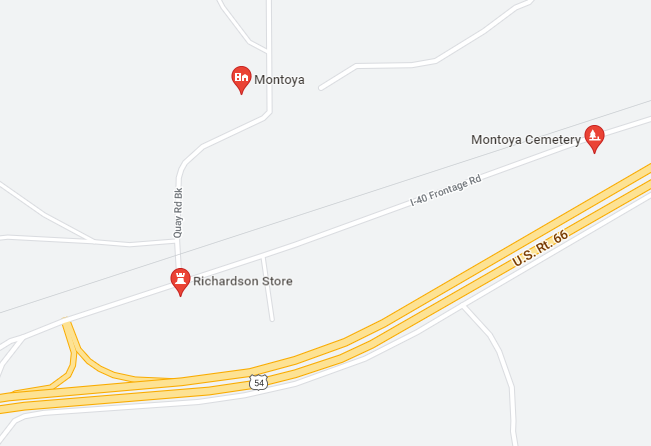 Montoya
Montoya Cemetery
I-40 Frontage Rd
Quay Rd Bk
U.S. Rt. 66
Richardson Store
54